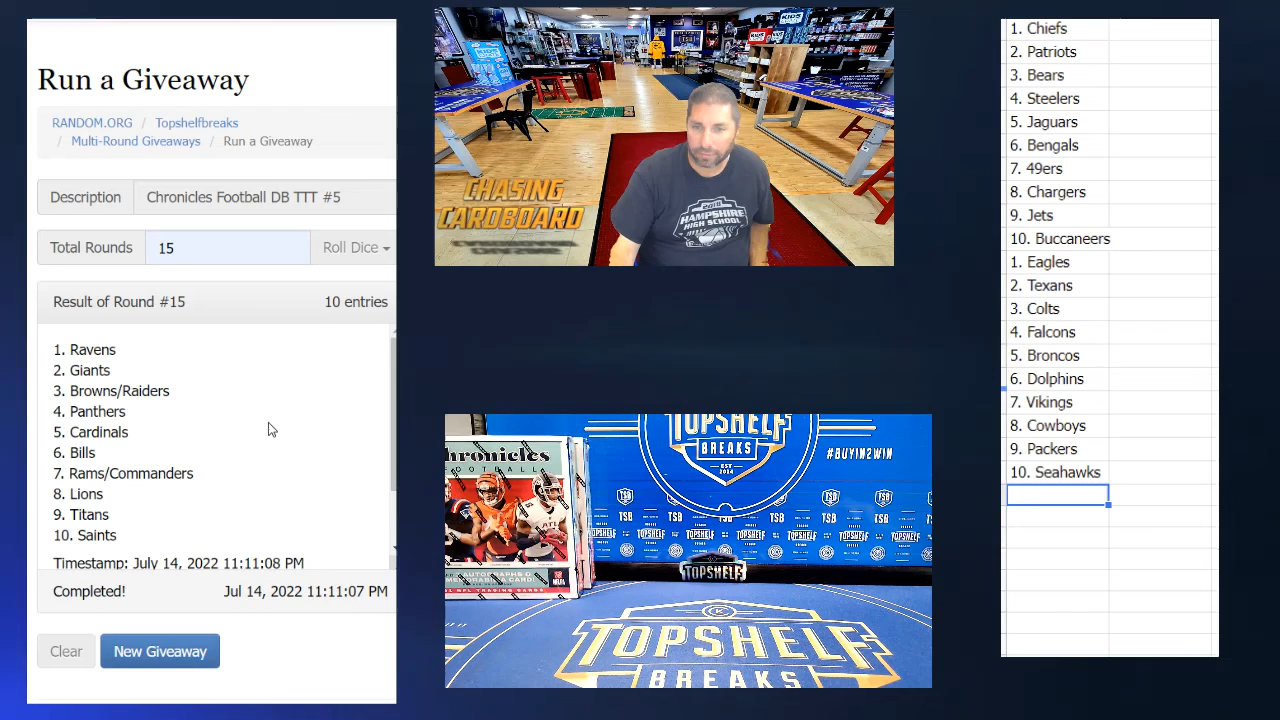 Run a Giveaway
RANDOM.ORG / Topshelfbreaks
/ Multi-Round Giveaways / Run a Giveaway
Description Chronicles Football DB TTT #5
Total Rounds 15 Roll Dice
Result of Round #15 10 entries
1. Ravens
2. Giants
3. Browns/Raiders
4. Panthers
5. Cardinals
6. Bills
7. Rams/Commanders
8. Lions
9. Titans
10. Saints
Timestamp: July 14, 2022 11:11:08 PM
Completed! Jul 14, 2022 11:11:07 PM
Clear New Giveaway
CHASING
CARDBOARD
HAMPSHIRE
HIGH SCHOOL
TOPSHELF
BREAKS
EST
2014
#BUYIN2WIN
TSB
TOPSHELF
TOPSHELF
BREAKS
1. Chiefs
2. Patriots
3. Bears
4. Steelers
5. Jaguars
6. Bengals
7. 49ers
8. Chargers
9. Jets
10. Buccaneers
1. Eagles
2. Texans
3. Colts
4. Falcons
5. Broncos
6. Dolphins
7. Vikings
8. Cowboys
9. Packers
10. Seahawks